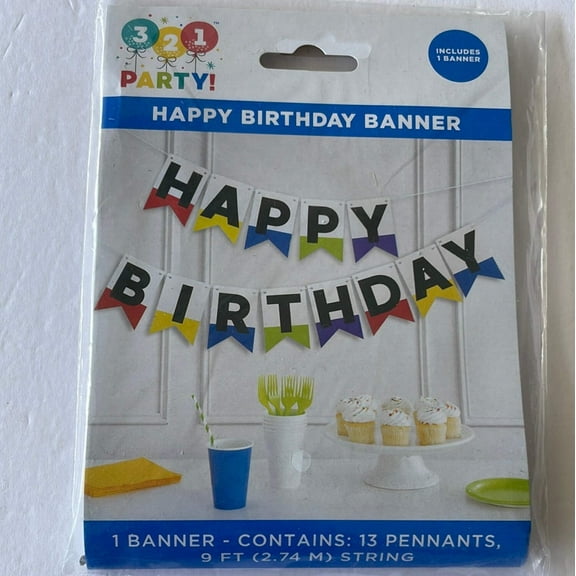 3 2 1 ™
PARTY!
INCLUDES
1 BANNER
HAPPY BIRTHDAY BANNER
HAPPY
BIRTHDAY
1 BANNER - CONTAINS: 13 PENNANTS,
9 FT (2.74 M) STRING